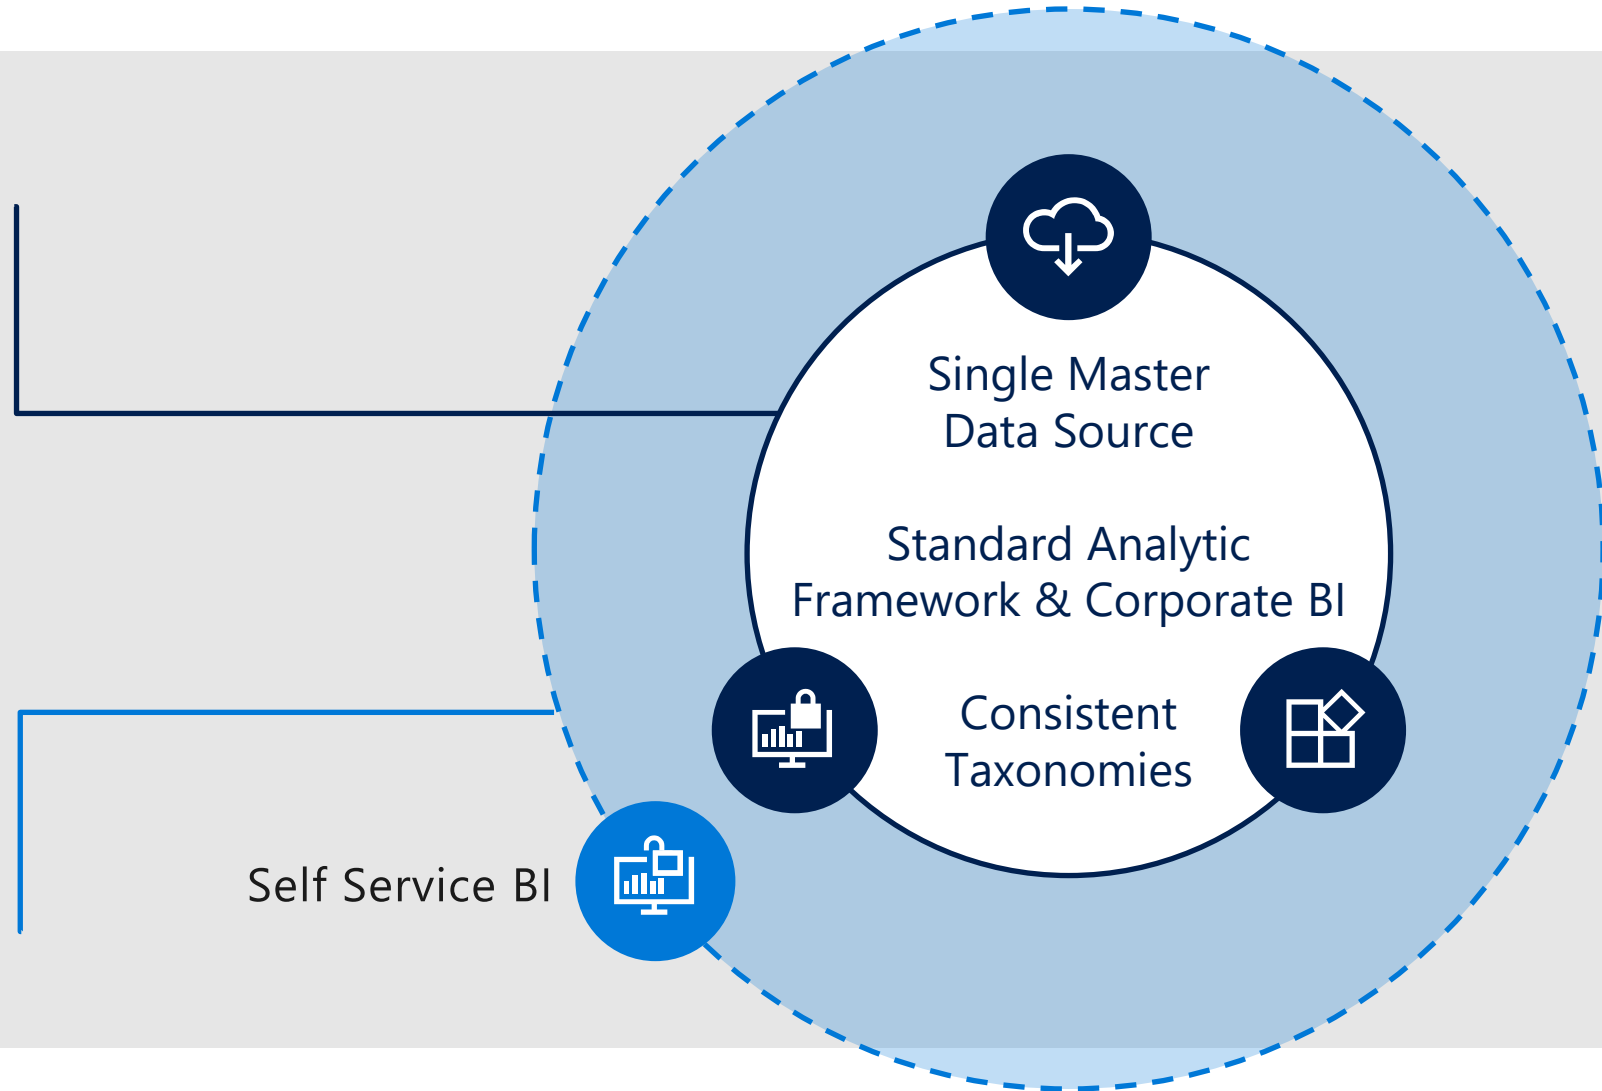 Single Master
Data Source
Standard Analytic
Framework & Corporate BI
Consistent
Taxonomies
Self Service BI